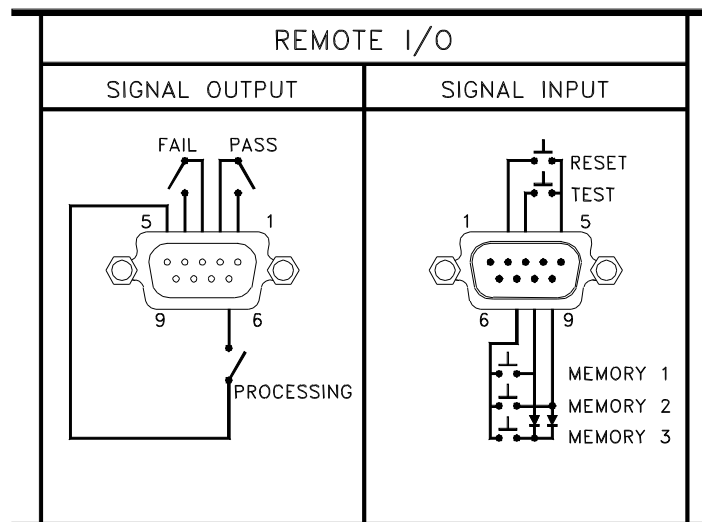 REMOTE I/O
SIGNAL OUTPUT
SIGNAL INPUT
FAIL PASS
5 1
9 6
PROCESSING
RESET
TEST
1 5
6 9
MEMORY 1
MEMORY 2
MEMORY 3